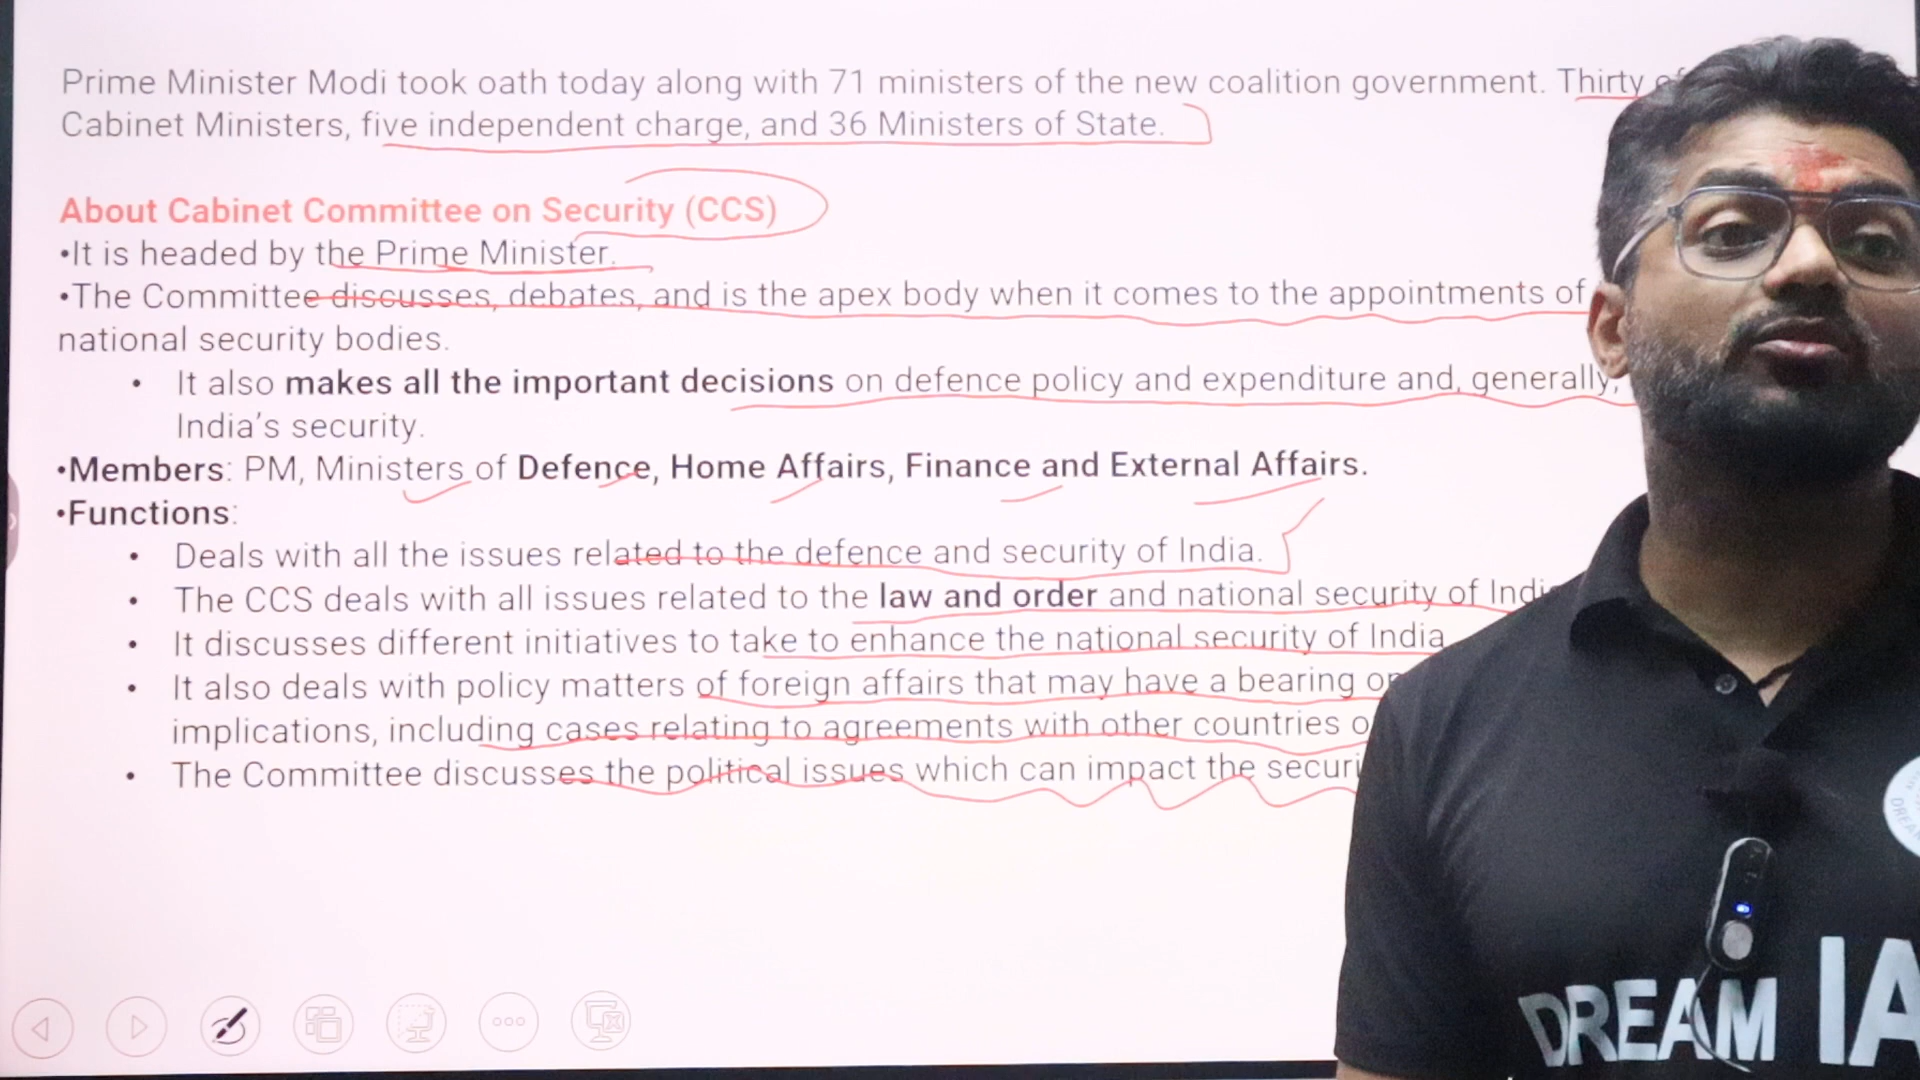 Prime Minister Modi took oath today along with 71 ministers of the new coalition government. Thirty of
Cabinet Ministers, five independent charge, and 36 Ministers of State.
About Cabinet Committee on Security (CCS)
•It is headed by the Prime Minister.
•The Committee discusses, debates, and is the apex body when it comes to the appointments of
national security bodies.
• It also makes all the important decisions on defence policy and expenditure and, generally,
India's security.
•Members: PM, Ministers of Defence, Home Affairs, Finance and External Affairs.
•Functions:
• Deals with all the issues related to the defence and security of India.
• The CCS deals with all issues related to the law and order and national security of India
• It discusses different initiatives to take to enhance the national security of India
• It also deals with policy matters of foreign affairs that may have a bearing on
implications, including cases relating to agreements with other countries o
• The Committee discusses the political issues which can impact the securi
DREAM IA